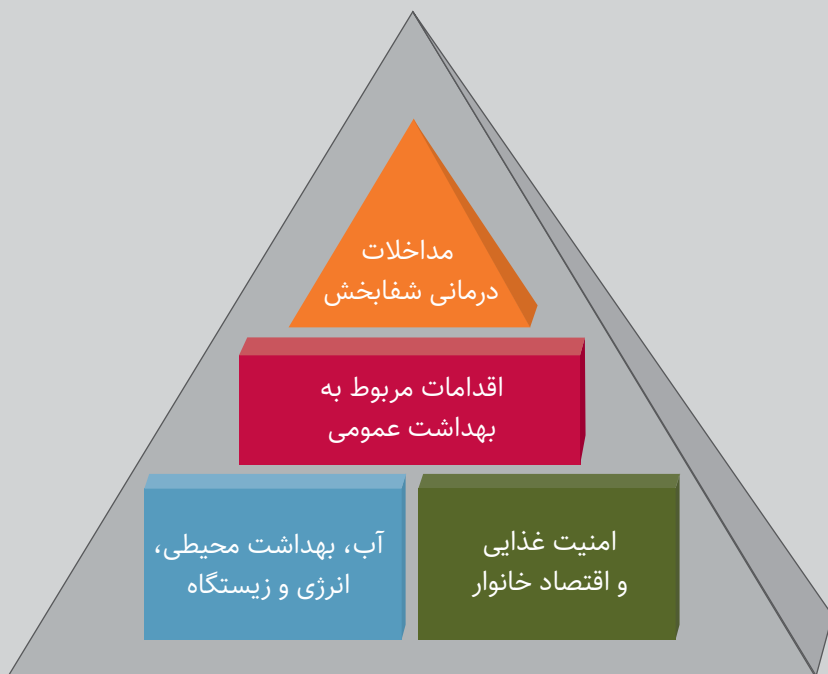 مداخلات
درمانی شفابخش
اقدامات مربوط به
بهداشت عمومی
امنیت غذایی
و اقتصاد خانوار
آب، بهداشت محیطی،
انرژی و زیستگاه